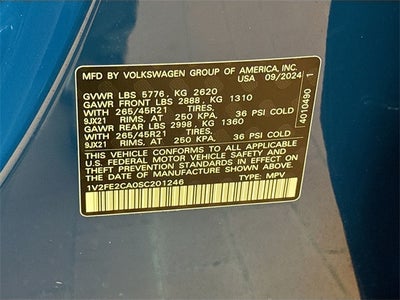 MFD BY VOLKSWAGEN GROUP OF AMERICA, INC.
USA 09/2024
GVWR LBS 5776, KG 2620
GAWR FRONT LBS 2888, KG 1310
WITH 265/45R21 TIRES,
9JX21 RIMS, AT 250 KPA. 36 PSI COLD
GAWR REAR LBS 2998, KG 1360
WITH 265/45R21 TIRES,
9JX21 RIMS, AT 250 KPA. 36 PSI COLD
THIS VEHICLE CONFORMS TO ALL APPLICABLE
U.S. FEDERAL MOTOR VEHICLE SAFETY AND
THEFT PREVENTION STANDARDS IN EFFECT ON
THE DATE OF MANUFACTURE SHOWN ABOVE.
1V2FE2CA0SC201246 TYPE: MPV
4010490 1